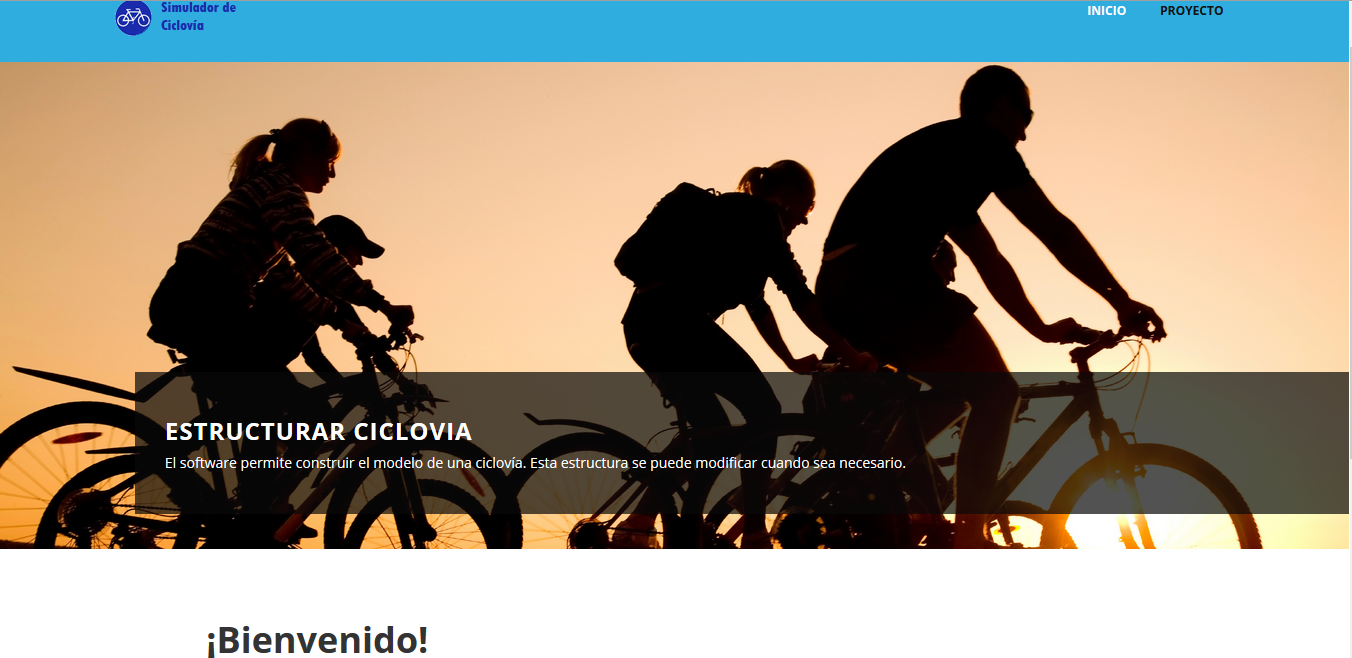 Simulador de
Ciclovía
INICIO PROYECTO
ESTRUCTURAR CICLOVIA
El software permite construir el modelo de una ciclovía. Esta estructura se puede modificar cuando sea necesario.
¡Bienvenido!